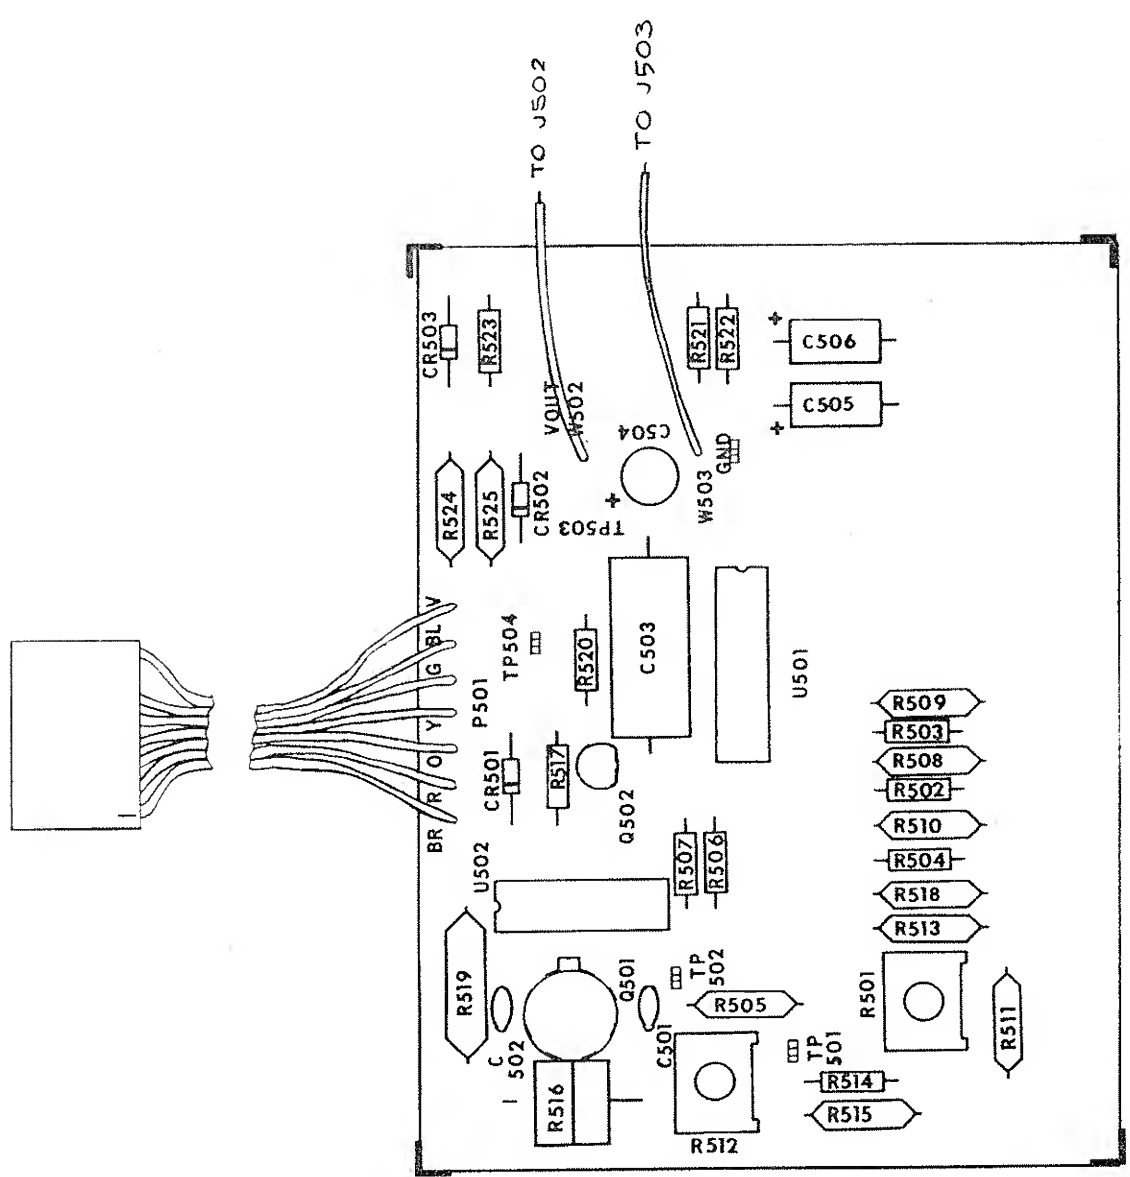 TO J502
TO J503
CR503
R523
VOUT
W502
R521
R522
C506
C505
C504
GND
W503
TP503
R524
R525
CR502
V
BL
G
Y
O
R
BR
P501
TP504
R520
C503
U501
CR501
R517
Q502
U502
R507
R506
R509
R503
R508
R502
R510
R504
R518
R513
R519
C
502
Q501
TP
502
R505
C501
R501
R511
TP
501
R514
R515
R516
R512